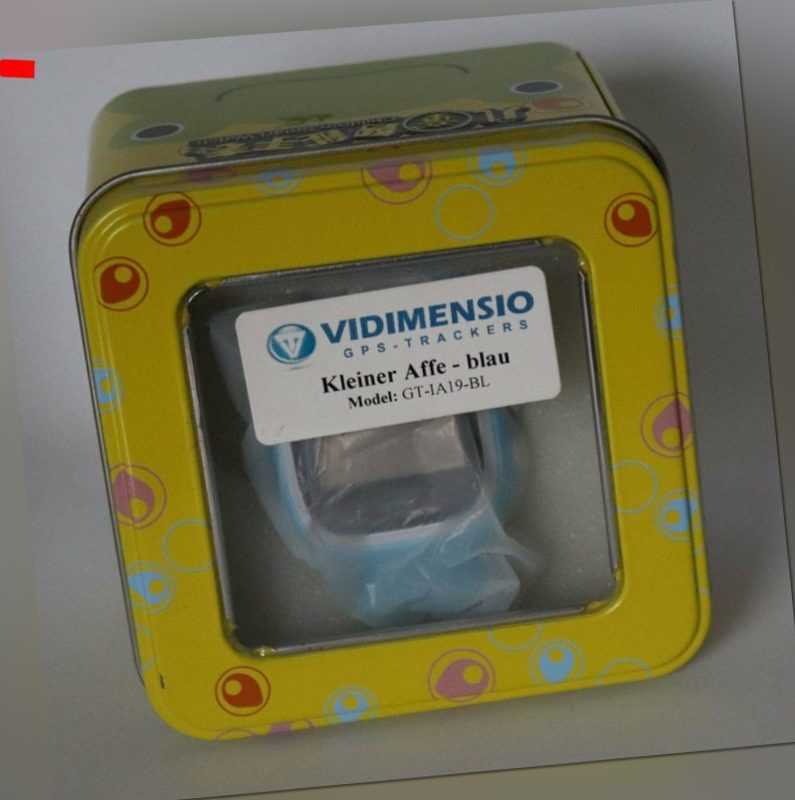 VIDIMENSIO
GPS-TRACKERS
Kleiner Affe - blau
Model: GT-IA19-BL